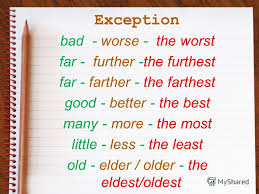 Exception
bad - worse - the worst
far - further -the furthest
far - farther - the farthest
good - better - the best
many - more - the most
little - less - the least
old - elder / older - the
eldest/oldest
MyShared